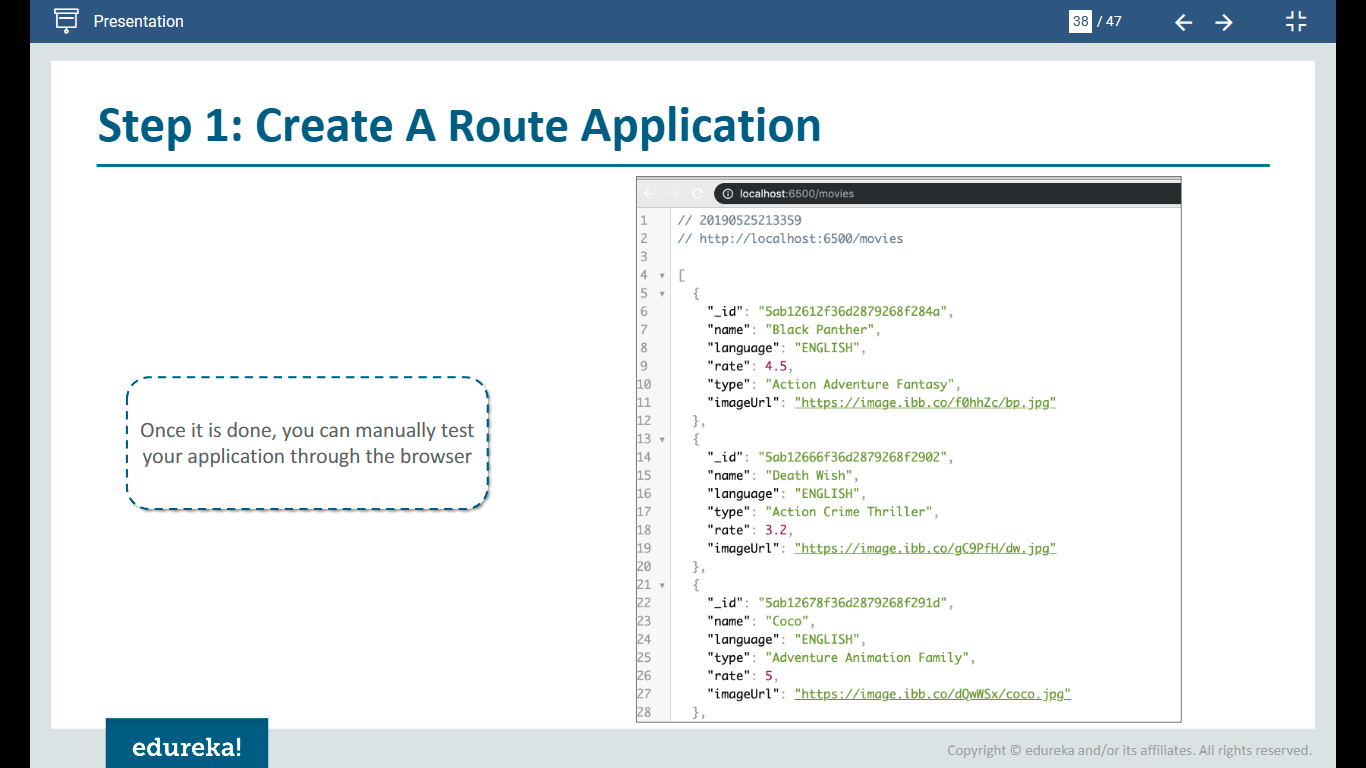 Presentation
38 / 47
Step 1: Create A Route Application
Once it is done, you can manually test
your application through the browser
localhost:6500/movies
1 // 20190525213359
2 // http://localhost:6500/movies
3
4 [
5 {
6 "_id": "5ab12612f36d2879268f284a",
7 "name": "Black Panther",
8 "language": "ENGLISH",
9 "rate": 4.5,
10 "type": "Action Adventure Fantasy",
11 "imageUrl": "https://image.ibb.co/f0hhZc/bp.jpg"
12 },
13 {
14 "_id": "5ab12666f36d2879268f2902",
15 "name": "Death Wish",
16 "language": "ENGLISH",
17 "type": "Action Crime Thriller",
18 "rate": 3.2,
19 "imageUrl": "https://image.ibb.co/gC9PfH/dw.jpg"
20 },
21 {
22 "_id": "5ab12678f36d2879268f291d",
23 "name": "Coco",
24 "language": "ENGLISH",
25 "type": "Adventure Animation Family",
26 "rate": 5,
27 "imageUrl": "https://image.ibb.co/dQwWSx/coco.jpg"
28 },
edureka!
Copyright © edureka and/or its affiliates. All rights reserved.